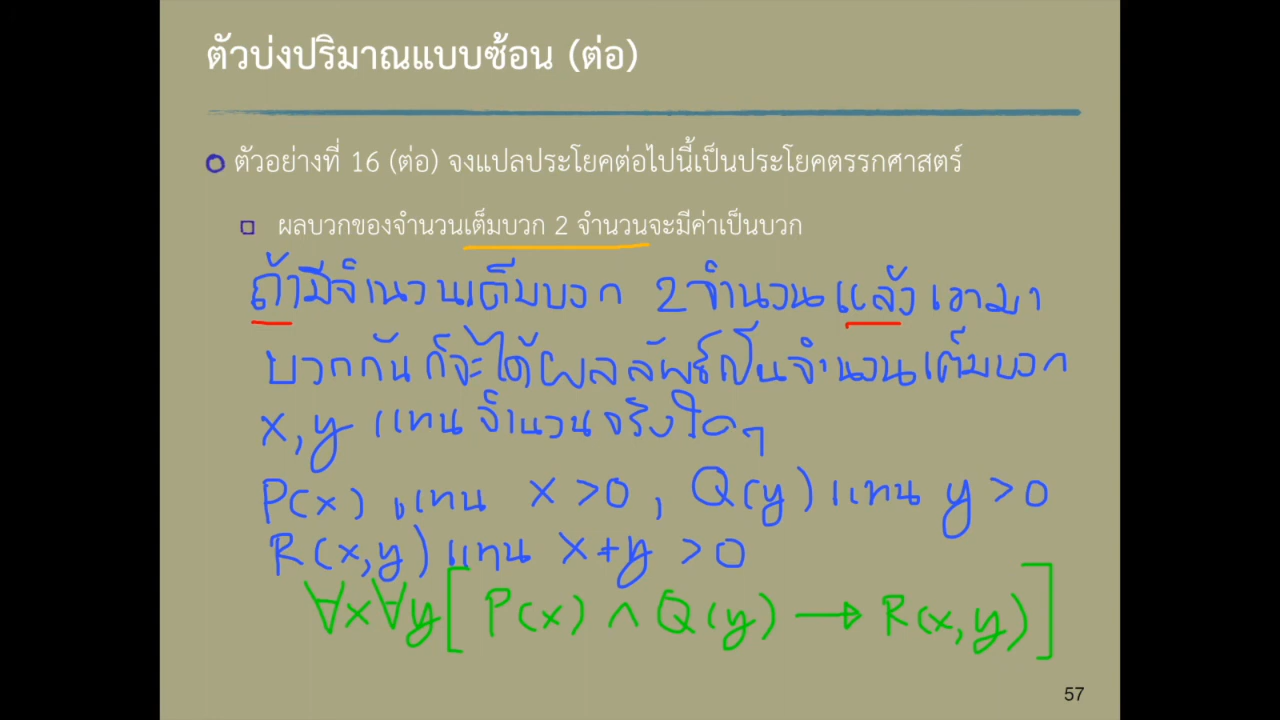 ตัวบ่งปริมาณแบบซ้อน (ต่อ)
ตัวอย่างที่ 16 (ต่อ) จงแปลประโยคต่อไปนี้เป็นประโยคตรรกศาสตร์
ผลบวกของจำนวนเต็มบวก 2 จำนวนจะมีค่าเป็นบวก
ถ้ามีจำนวนเต็มบวก 2 จำนวน แล้ว เอามา
บวกกัน ก็จะได้ผลลัพธ์เป็นจำนวนเต็มบวก
x, y แทน จำนวนจริงใดๆ
P(x) แทน x > 0 , Q(y) แทน y > 0
R(x,y) แทน x + y > 0
∀x∀y[P(x) ∧ Q(y) → R(x,y)]
57